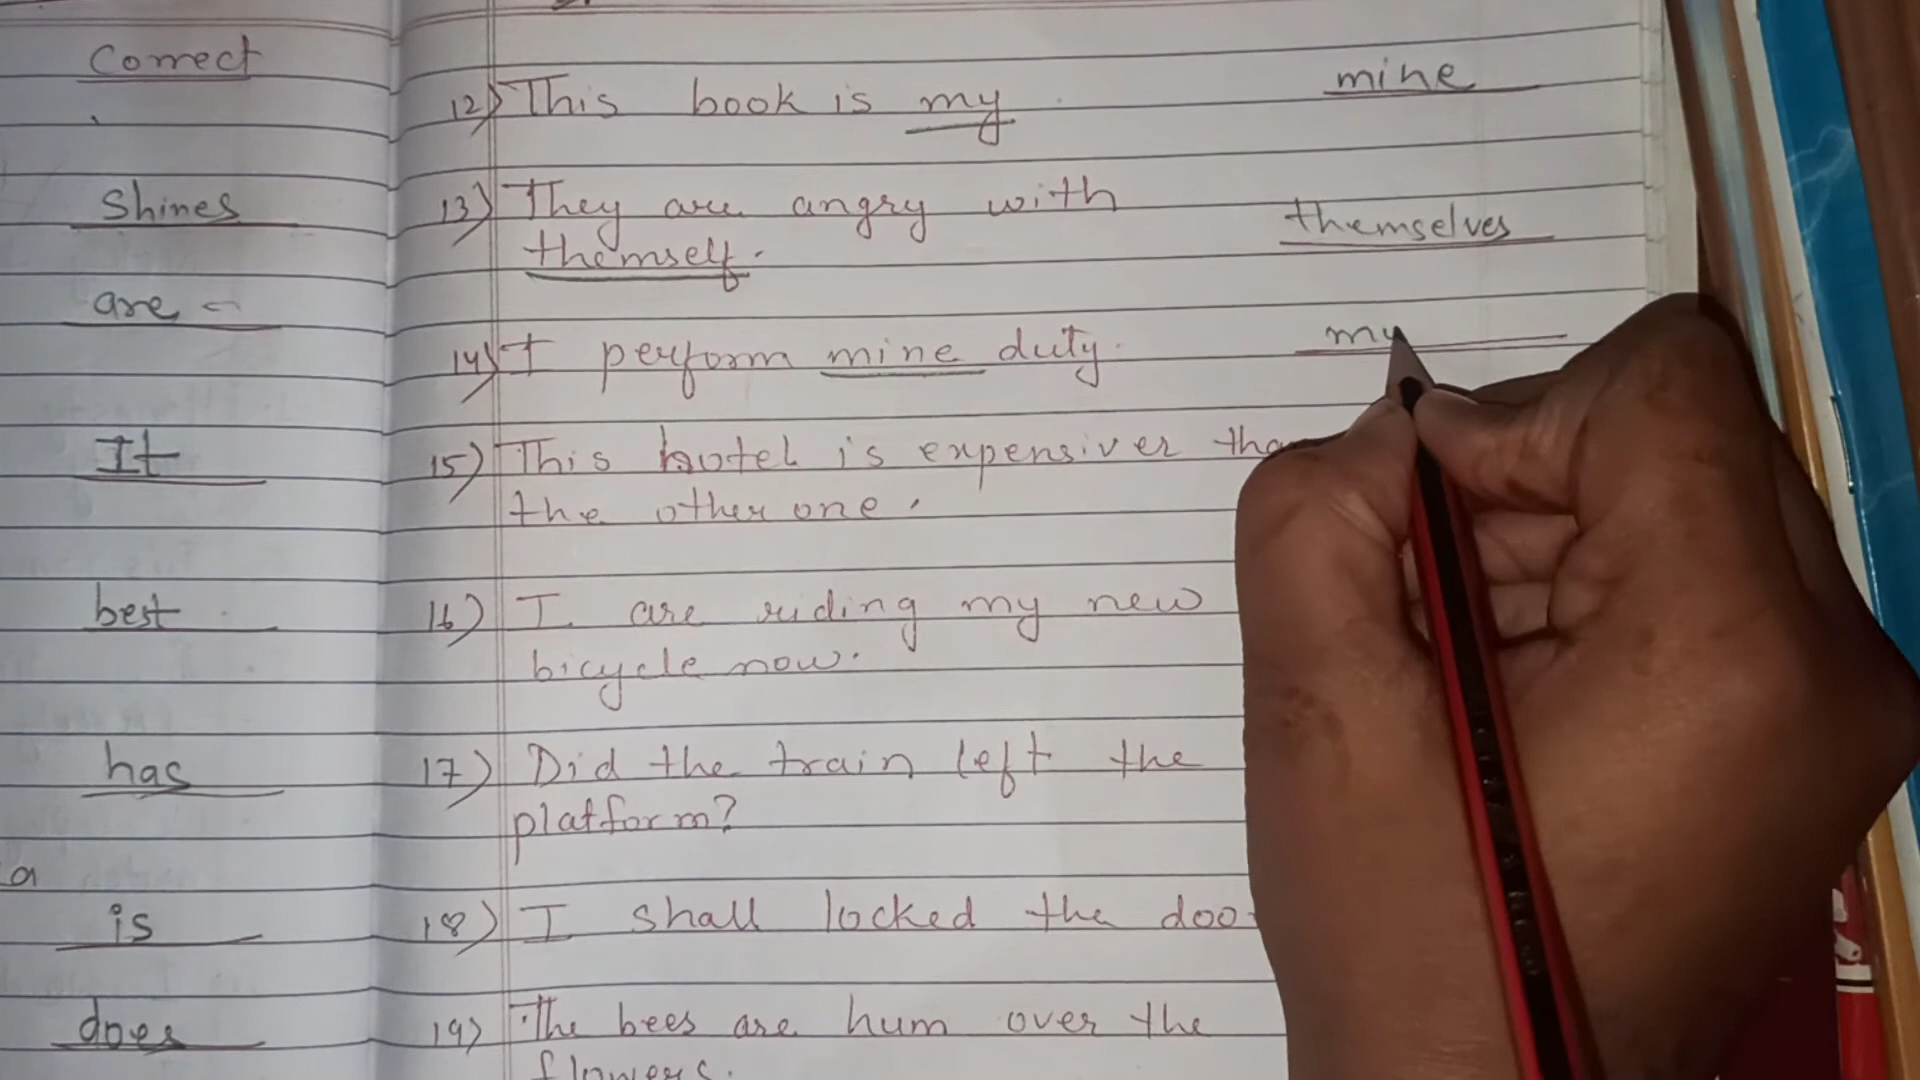 Correct
Shines
are
It
best
has
a
is
does
12) This book is my
mine
13) They are angry with
themself.
themselves
14) I perform mine duty.
my
15) This hotel is expensiver tha
the other one.
16) I are riding my new
bicycle now.
17) Did the train left the
platform?
18) I shall locked the doo
19) The bees are hum over the
flowers.